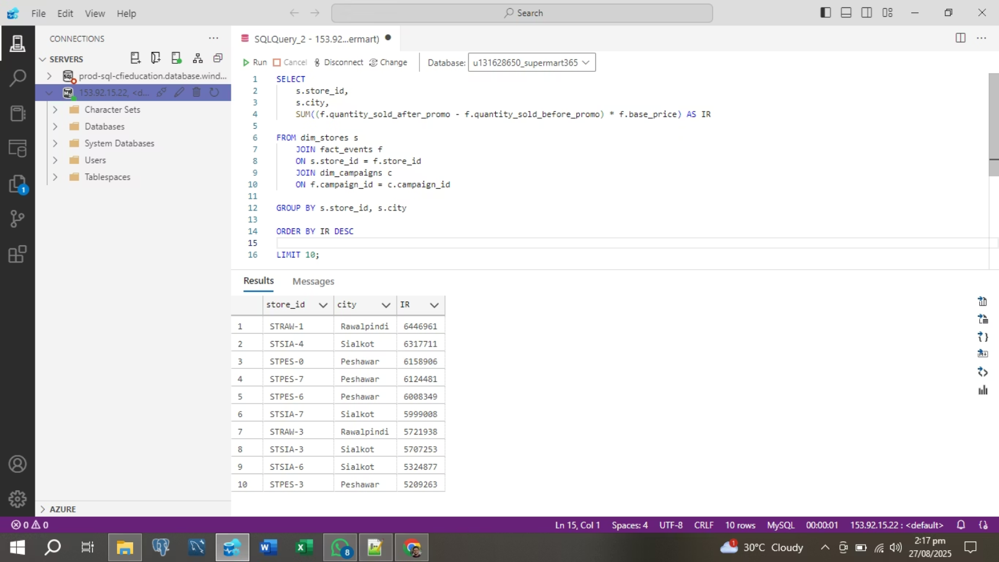 File Edit View Help
Search
CONNECTIONS
SERVERS
prod-sql-cfieducation.database.wind...
153.92.15.22, <d...
Character Sets
Databases
System Databases
Users
Tablespaces
AZURE
1
SQLQuery_2 - 153.92...ermart)
Run Cancel Disconnect Change Database: u131628650_supermart365
1 SELECT
2 s.store_id,
3 s.city,
4 SUM((f.quantity_sold_after_promo - f.quantity_sold_before_promo) * f.base_price) AS IR
5
6 FROM dim_stores s
7 JOIN fact_events f
8 ON s.store_id = f.store_id
9 JOIN dim_campaigns c
10 ON f.campaign_id = c.campaign_id
11
12 GROUP BY s.store_id, s.city
13
14 ORDER BY IR DESC
15
16 LIMIT 10;
Results Messages
store_id city IR
1 STRAW-1 Rawalpindi 6446961
2 STSIA-4 Sialkot 6317711
3 STPES-0 Peshawar 6158906
4 STPES-7 Peshawar 6124481
5 STPES-6 Peshawar 6008349
6 STSIA-7 Sialkot 5999008
7 STRAW-3 Rawalpindi 5721938
8 STSIA-3 Sialkot 5707253
9 STSIA-6 Sialkot 5324877
10 STPES-3 Peshawar 5209263
0 0 Ln 15, Col 1 Spaces: 4 UTF-8 CRLF 10 rows MySQL 00:00:01 153.92.15.22 : <default>
8 1 30°C Cloudy 2:17 pm
27/08/2025